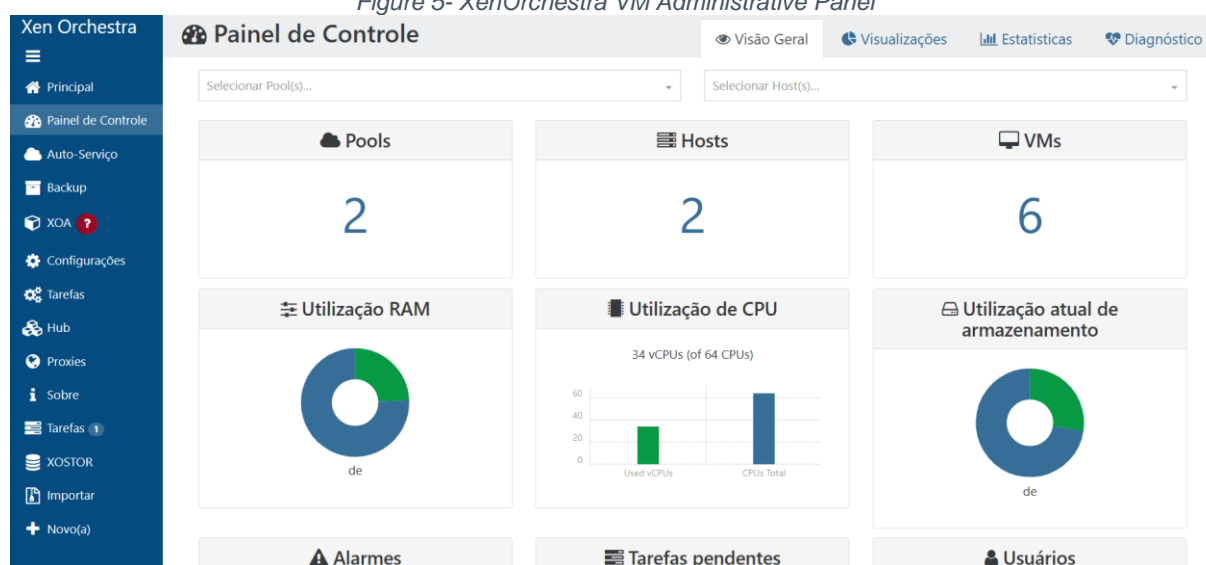 Figure 5- XenOrchestra VM Administrative Panel
Xen Orchestra
Painel de Controle
Visão Geral
Visualizações
Estatisticas
Diagnóstico
Principal
Painel de Controle
Auto-Serviço
Backup
XOA ?
Configurações
Tarefas
Hub
Proxies
Sobre
Tarefas 1
XOSTOR
Importar
Novo(a)
Selecionar Pool(s)...
Selecionar Host(s)...
Pools
2
Hosts
2
VMs
6
Utilização RAM
de
Utilização de CPU
34 vCPUs (of 64 CPUs)
60
40
20
0
Used vCPUs
CPUs Total
Utilização atual de
armazenamento
de
Alarmes
Tarefas pendentes
Usuários